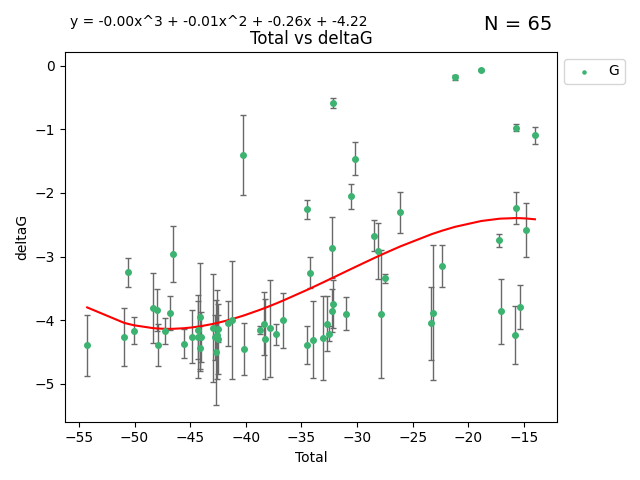 y = -0.00x^3 + -0.01x^2 + -0.26x + -4.22
N = 65
Total vs deltaG
G
deltaG
0
−1
−2
−3
−4
−5
−55
−50
−45
−40
−35
−30
−25
−20
−15
Total